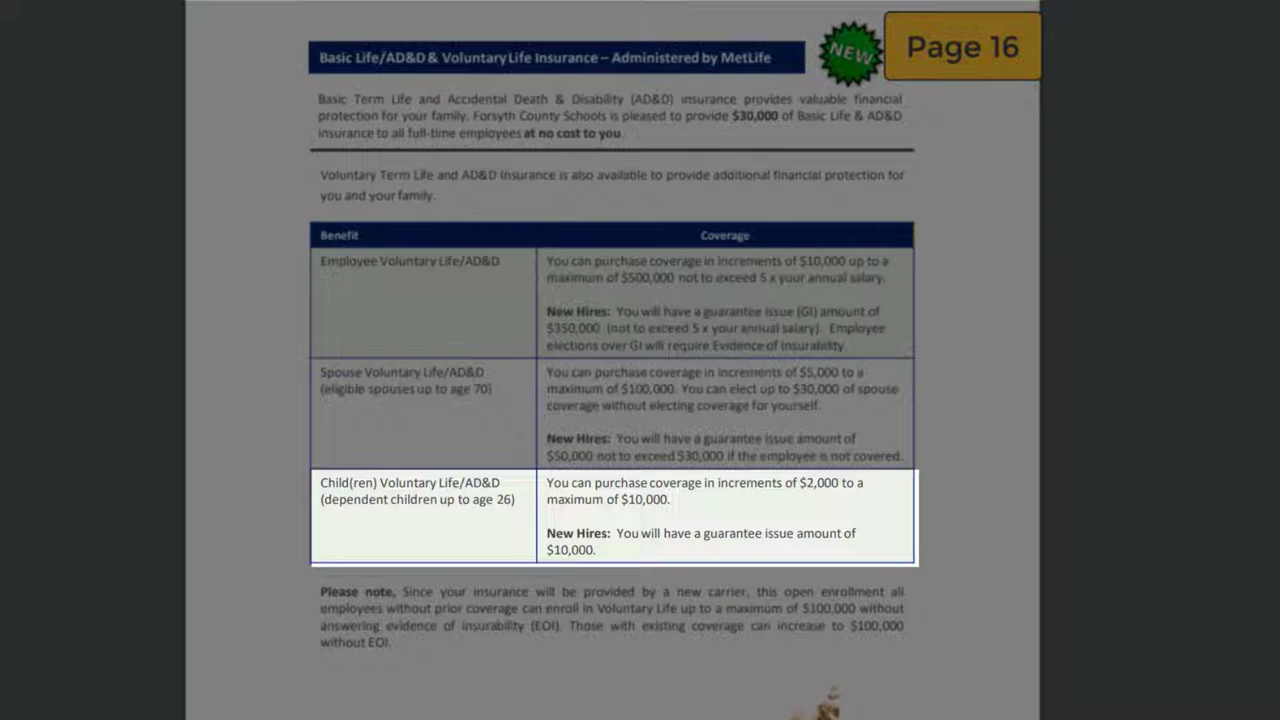 Basic Life/AD&D & Voluntary Life Insurance – Administered by MetLife
NEW
Page 16
Basic Term Life and Accidental Death & Disability (AD&D) insurance provides valuable financial
protection for your family. Forsyth County Schools is pleased to provide $30,000 of Basic Life & AD&D
insurance to all full-time employees at no cost to you
Voluntary Term Life and AD&D Insurance is also available to provide additional financial protection for
you and your family.
Benefit
Coverage
Employee Voluntary Life/AD&D
You can purchase coverage in increments of $10,000 up to a
maximum of $500,000 not to exceed 5 x your annual salary.
New Hires: You will have a guarantee issue (GI) amount of
$350,000 (not to exceed 5 x your annual salary). Employee
elections over GI will require Evidence of Insurability
Spouse Voluntary Life/AD&D
(eligible spouses up to age 70)
You can purchase coverage in increments of $5,000 to a
maximum of $100,000. You can elect up to $30,000 of spouse
coverage without electing coverage for yourself.
New Hires: You will have a guarantee issue amount of
$50,000 not to exceed $30,000 if the employee is not covered.
Child(ren) Voluntary Life/AD&D
(dependent children up to age 26)
You can purchase coverage in increments of $2,000 to a
maximum of $10,000.
New Hires: You will have a guarantee issue amount of
$10,000.
Please note, Since your insurance will be provided by a new carrier, this open enrollment all
employees without prior coverage can enroll in Voluntary Life up to a maximum of $100,000 without
answering evidence of insurability (EOI). Those with existing coverage can increase to $100,000
without EOI.